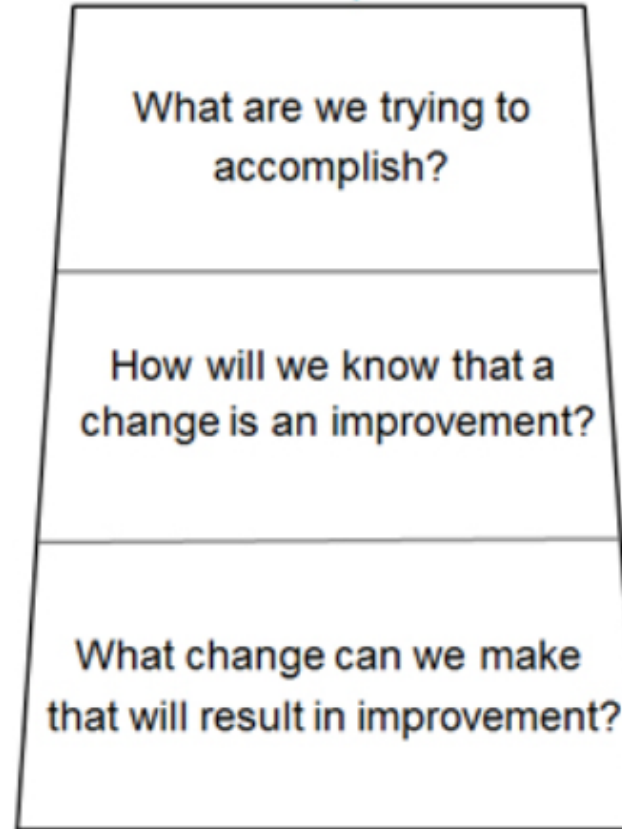 What are we trying to
accomplish?
How will we know that a
change is an improvement?
What change can we make
that will result in improvement?